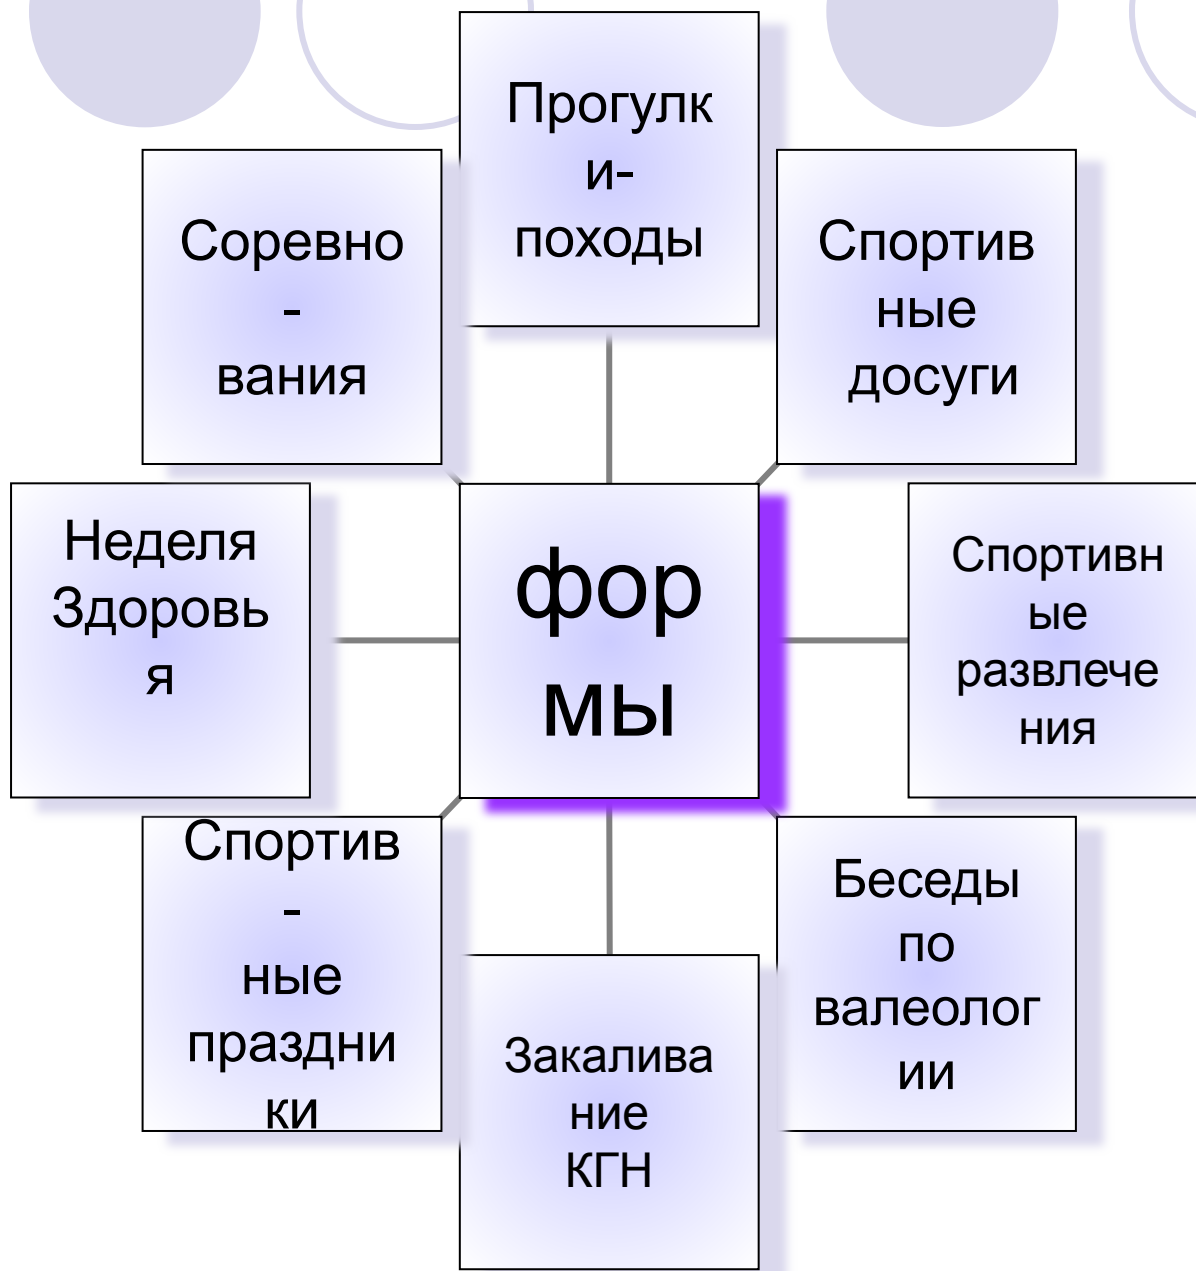 Прогулк
и-
походы
Соревно
-
вания
Спортив
ные
досуги
Неделя
Здоровь
я
фор
мы
Спортивн
ые
развлече
ния
Спортив
-
ные
праздни
ки
Закалива
ние
КГН
Беседы
по
валеолог
ии